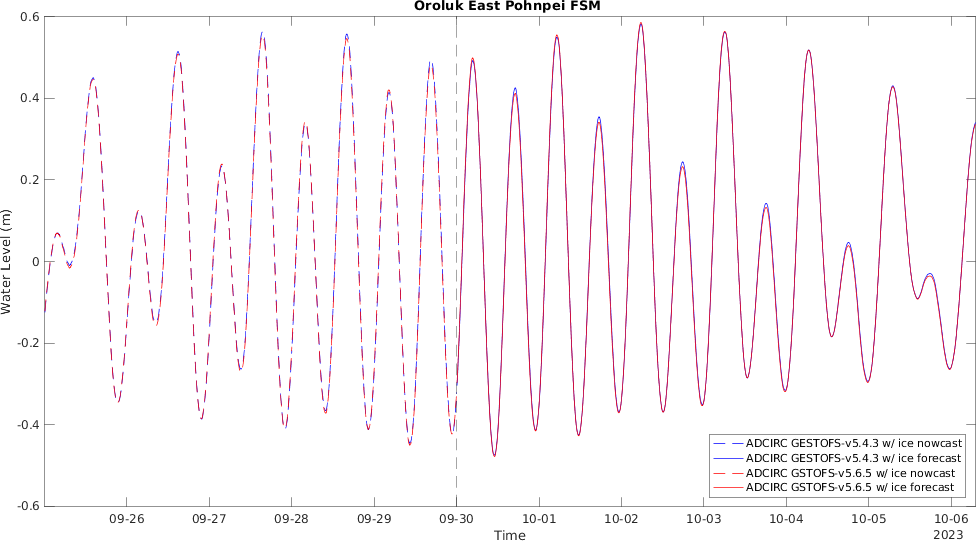 Oroluk East Pohnpei FSM
0.6
0.4
0.2
0
-0.2
-0.4
-0.6
Water Level (m)
ADCIRC GESTOFS-v5.4.3 w/ ice nowcast
ADCIRC GESTOFS-v5.4.3 w/ ice forecast
ADCIRC GSTOFS-v5.6.5 w/ ice nowcast
ADCIRC GSTOFS-v5.6.5 w/ ice forecast
09-26 09-27 09-28 09-29 09-30 10-01 10-02 10-03 10-04 10-05 10-06
Time
2023